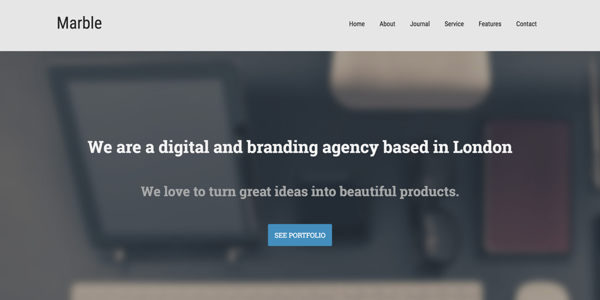 Marble
Home About Journal Service Features Contact
We are a digital and branding agency based in London
We love to turn great ideas into beautiful products.
SEE PORTFOLIO